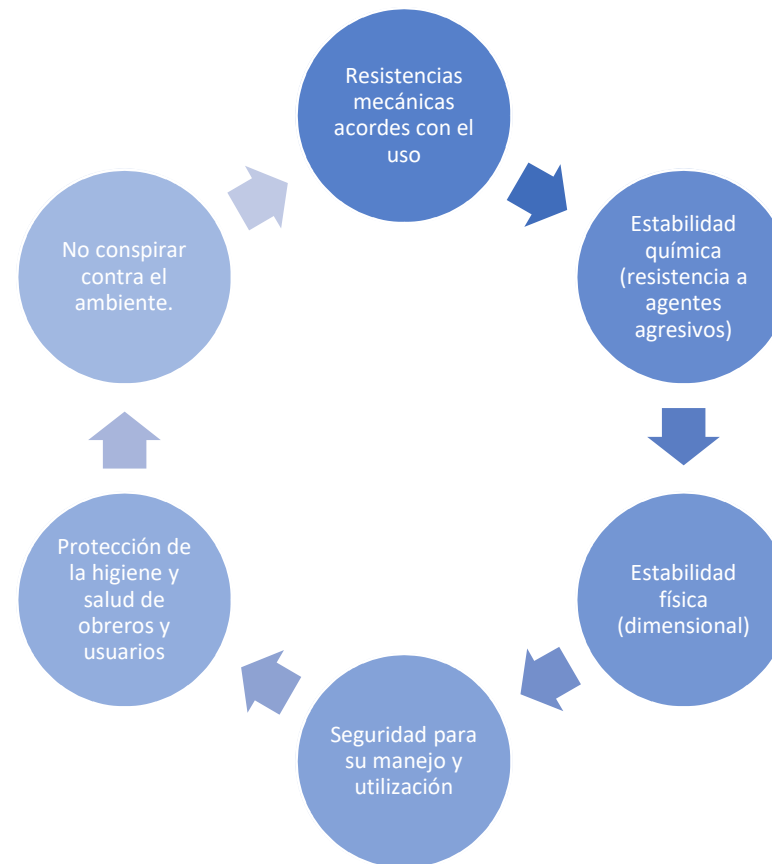 Resistencias
mecánicas
acordes con el
uso
Estabilidad
química
(resistencia a
agentes
agresivos)
Estabilidad
física
(dimensional)
Seguridad para
su manejo y
utilización
Protección de
la higiene y
salud de
obreros y
usuarios
No conspirar
contra el
ambiente.